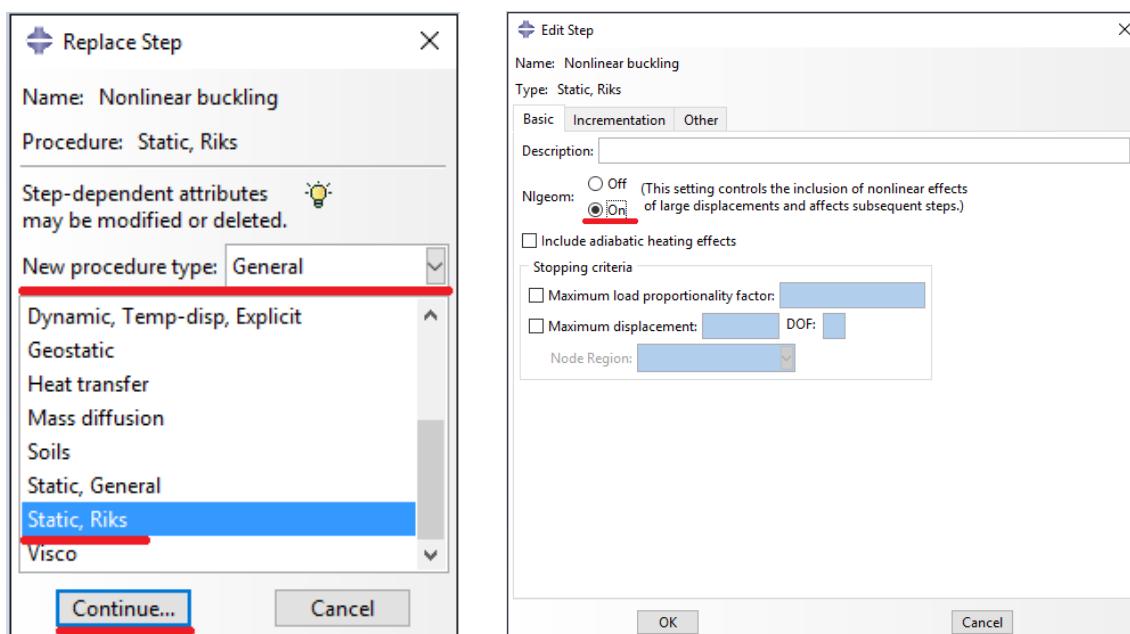 Replace Step
Name: Nonlinear buckling
Procedure: Static, Riks
Step-dependent attributes
may be modified or deleted.
New procedure type: General
Dynamic, Temp-disp, Explicit
Geostatic
Heat transfer
Mass diffusion
Soils
Static, General
Static, Riks
Visco
Continue... Cancel
Edit Step
Name: Nonlinear buckling
Type: Static, Riks
Basic Incrementation Other
Description:
Nlgeom: Off (This setting controls the inclusion of nonlinear effects
On of large displacements and affects subsequent steps.)
Include adiabatic heating effects
Stopping criteria
Maximum load proportionality factor:
Maximum displacement: DOF:
Node Region:
OK Cancel